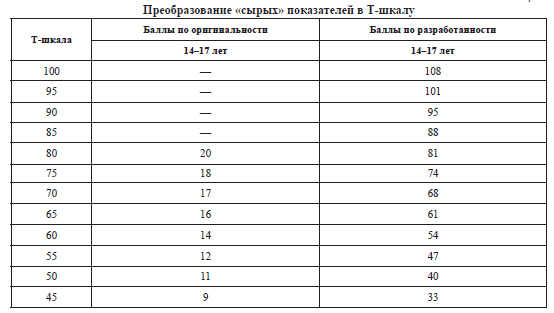 Преобразование «сырых» показателей в Т-шкалу
Т-шкала Баллы по оригинальности Баллы по разработанности
14–17 лет 14–17 лет
100 — 108
95 — 101
90 — 95
85 — 88
80 20 81
75 18 74
70 17 68
65 16 61
60 14 54
55 12 47
50 11 40
45 9 33